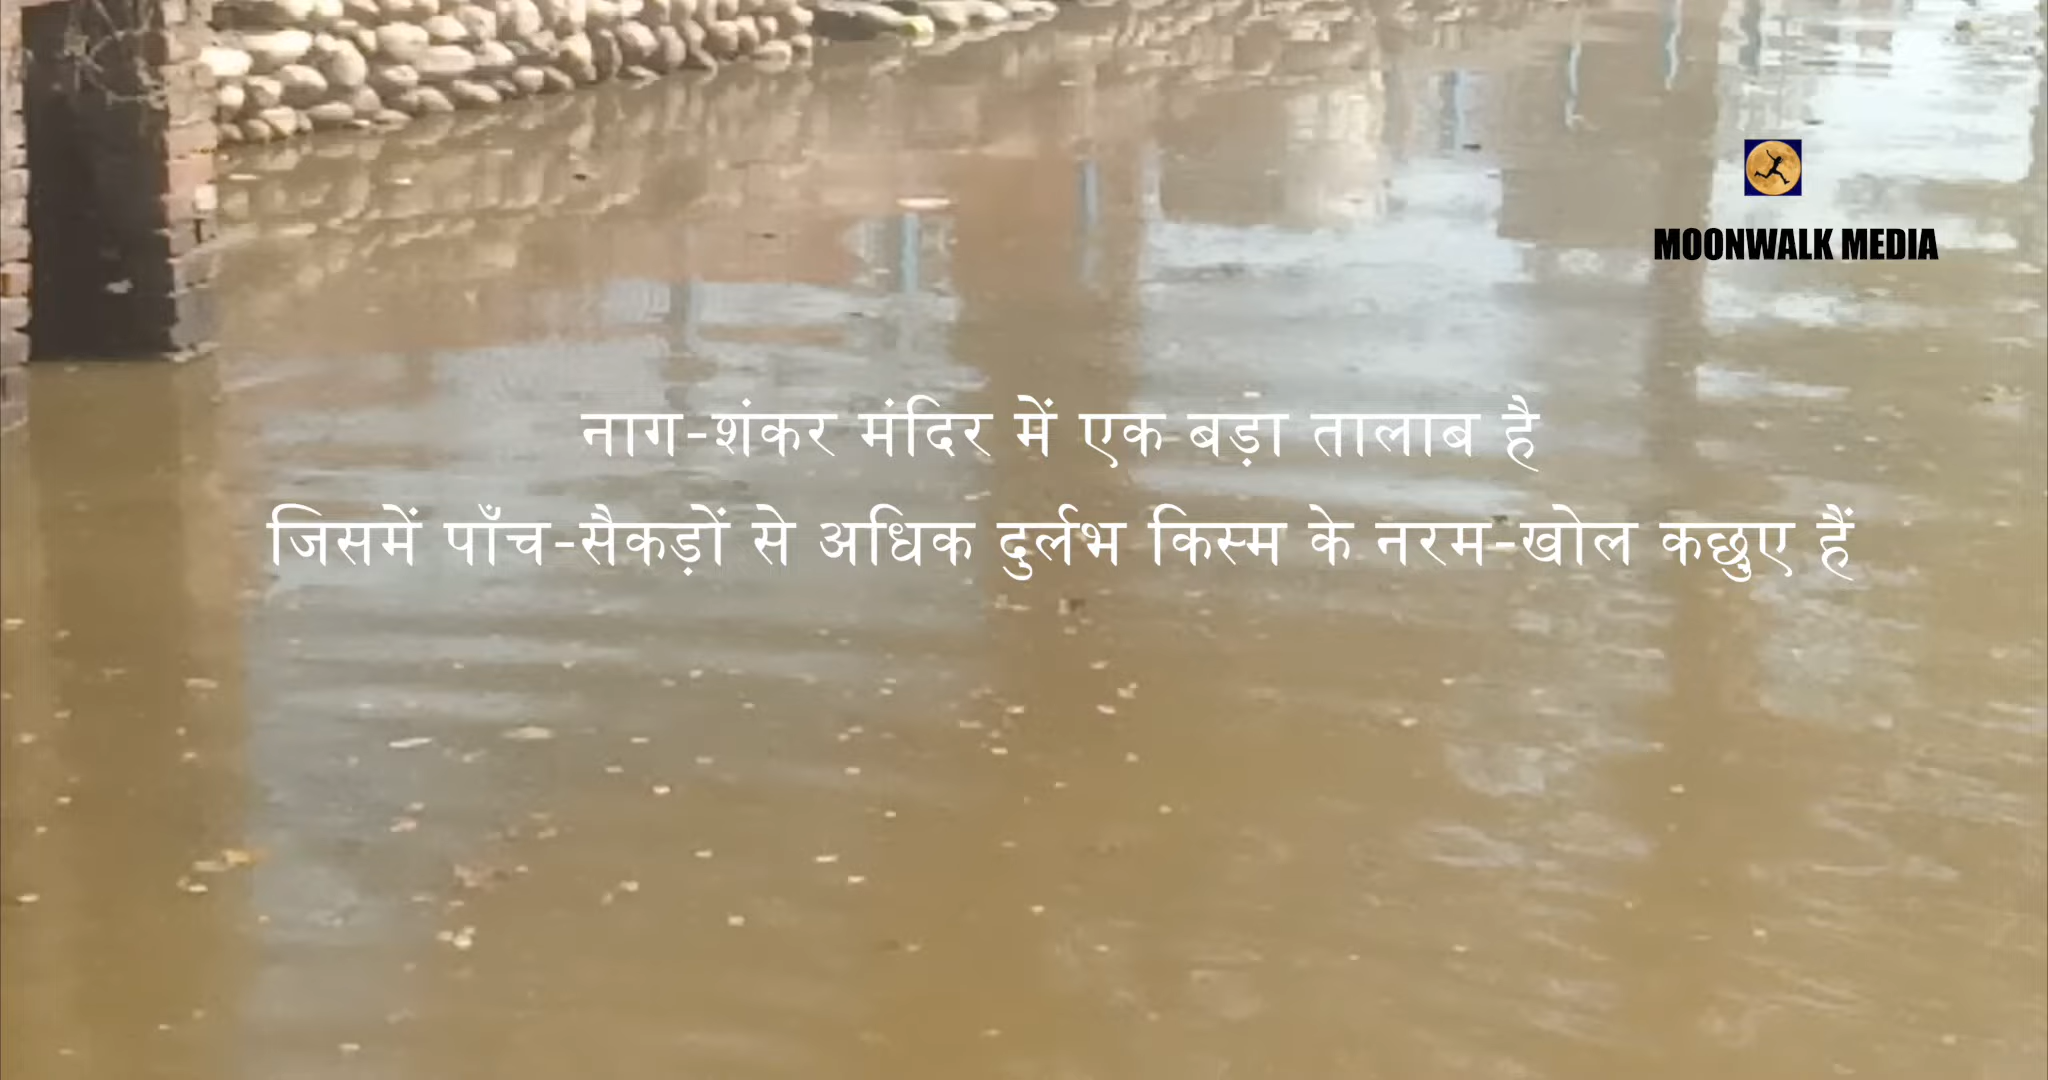 MOONWALK MEDIA
नाग-शंकर मंदिर में एक बड़ा तालाब है
जिसमें पाँच-सैकड़ों से अधिक दुर्लभ किस्म के नरम-खोल कछुए हैं